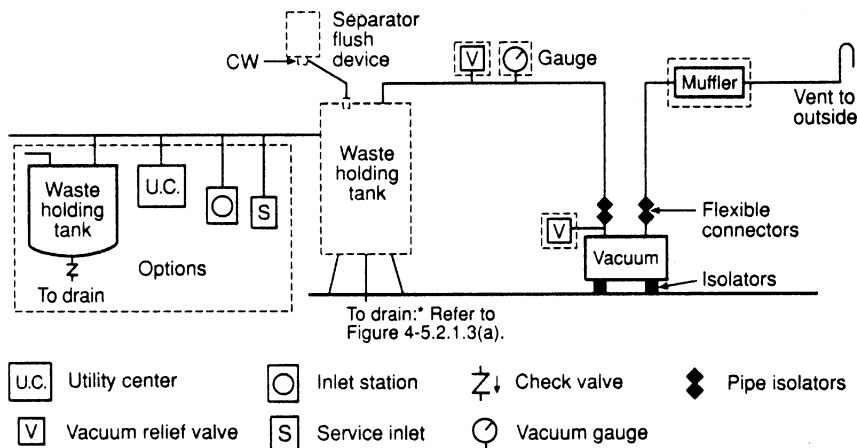 Separator
flush
device
CW
V
Gauge
Muffler
Vent to
outside
Waste
holding
tank
Waste
holding
tank
U.C.
S
Options
To drain
V
Flexible
connectors
Vacuum
Isolators
To drain:* Refer to
Figure 4-5.2.1.3(a).
U.C. Utility center
Inlet station
Check valve
Pipe isolators
V Vacuum relief valve
S Service inlet
Vacuum gauge